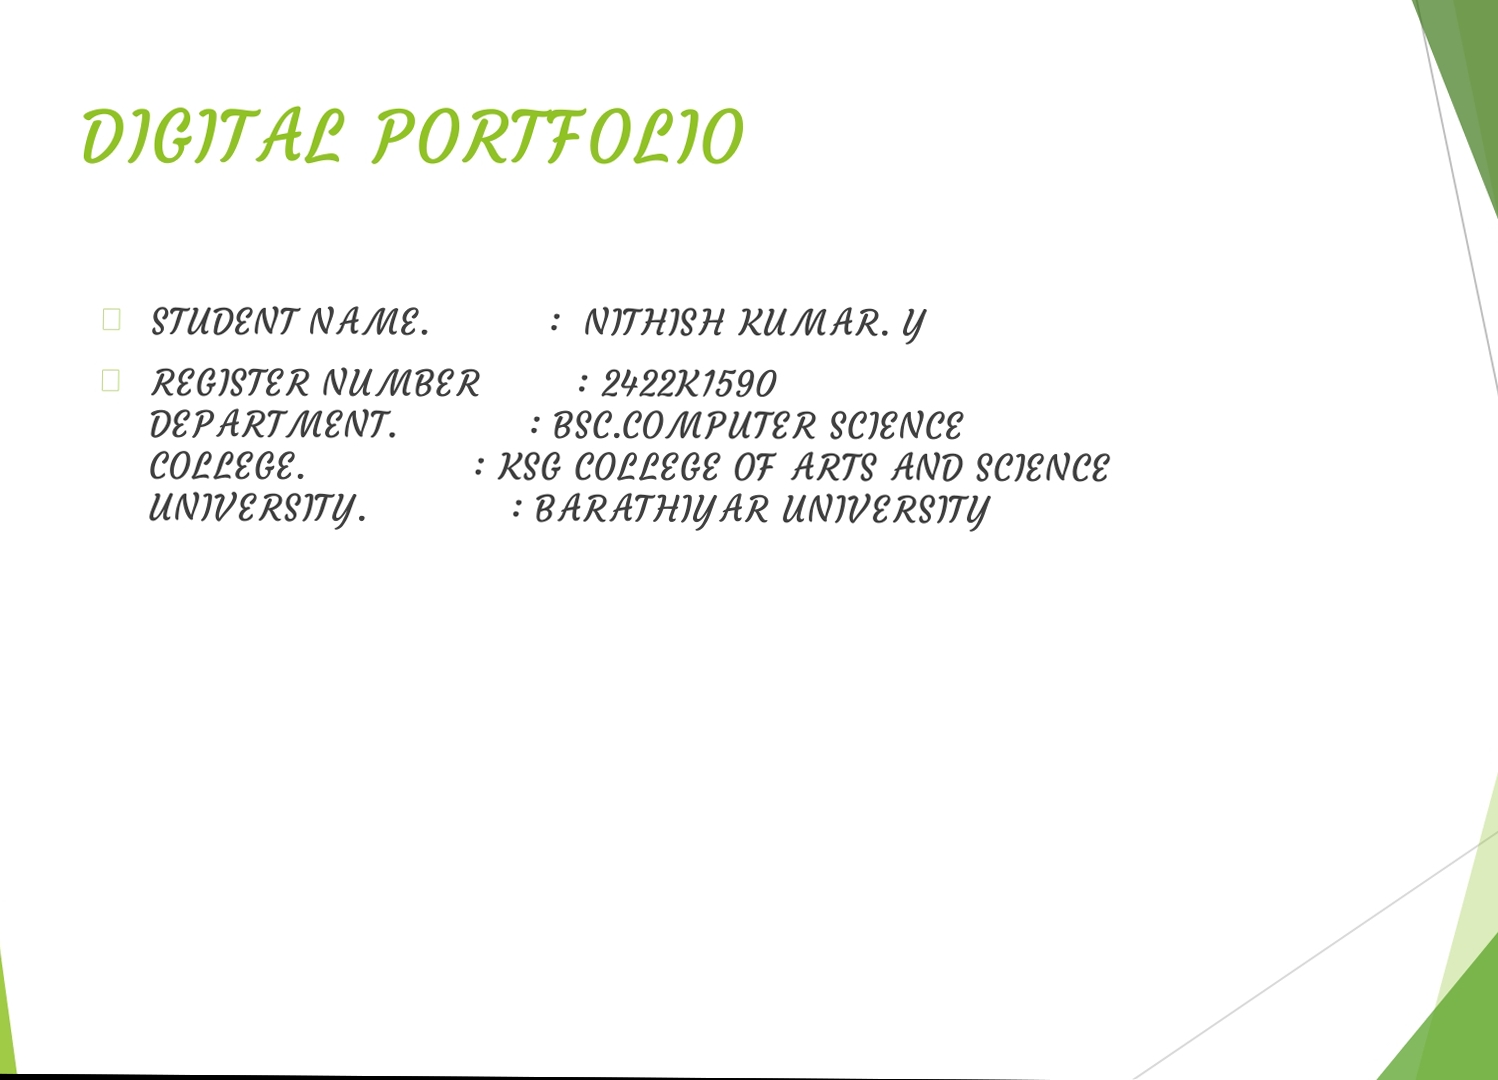 DIGITAL PORTFOLIO
STUDENT NAME. : NITHISH KUMAR. Y
REGISTER NUMBER : 2422K1590
DEPARTMENT. : BSC.COMPUTER SCIENCE
COLLEGE. : KSG COLLEGE OF ARTS AND SCIENCE
UNIVERSITY. : BARATHIYAR UNIVERSITY